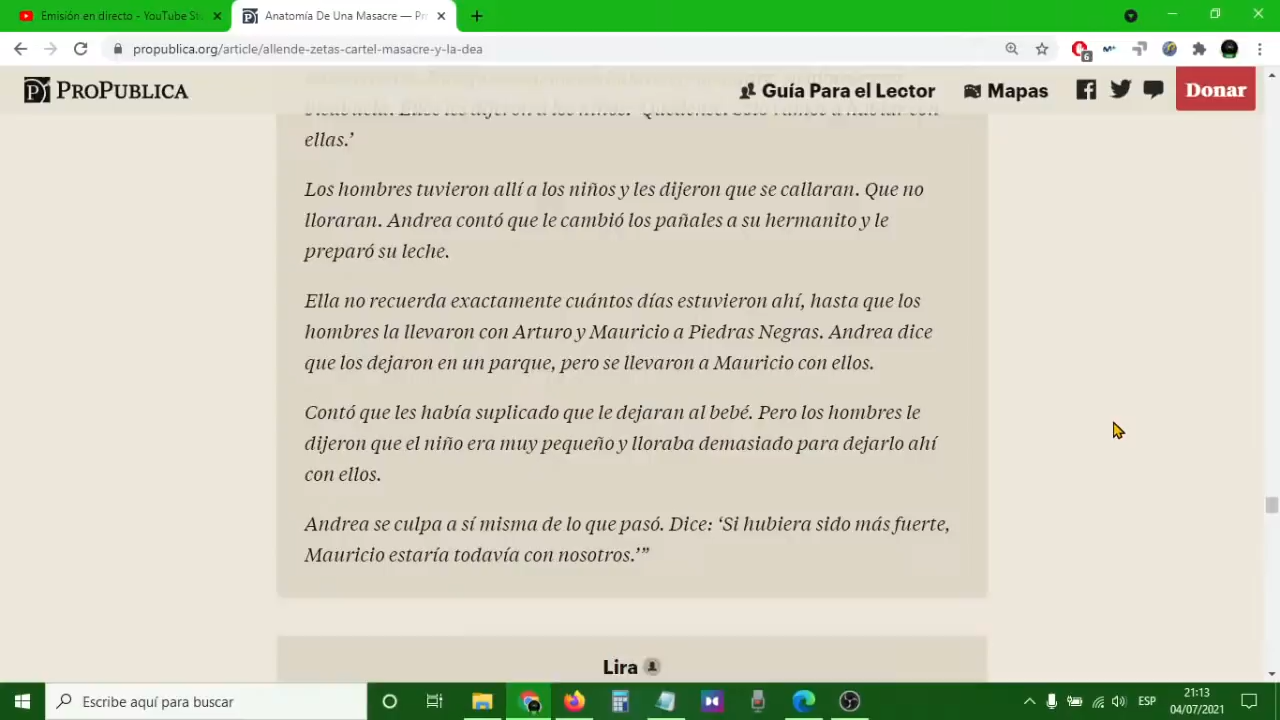 Emisión en directo - YouTube St
Anatomía De Una Masacre — Pr
propublica.org/article/allende-zetas-cartel-masacre-y-la-dea
6
PROPUBLICA
Guía Para el Lector
Mapas
Donar
ellas.’
Los hombres tuvieron allí a los niños y les dijeron que se callaran. Que no
lloraran. Andrea contó que le cambió los pañales a su hermanito y le
preparó su leche.
Ella no recuerda exactamente cuántos días estuvieron ahí, hasta que los
hombres la llevaron con Arturo y Mauricio a Piedras Negras. Andrea dice
que los dejaron en un parque, pero se llevaron a Mauricio con ellos.
Contó que les había suplicado que le dejaran al bebé. Pero los hombres le
dijeron que el niño era muy pequeño y lloraba demasiado para dejarlo ahí
con ellos.
Andrea se culpa a sí misma de lo que pasó. Dice: ‘Si hubiera sido más fuerte,
Mauricio estaría todavía con nosotros.’”
Lira
Escribe aquí para buscar
ESP
21:13
04/07/2021